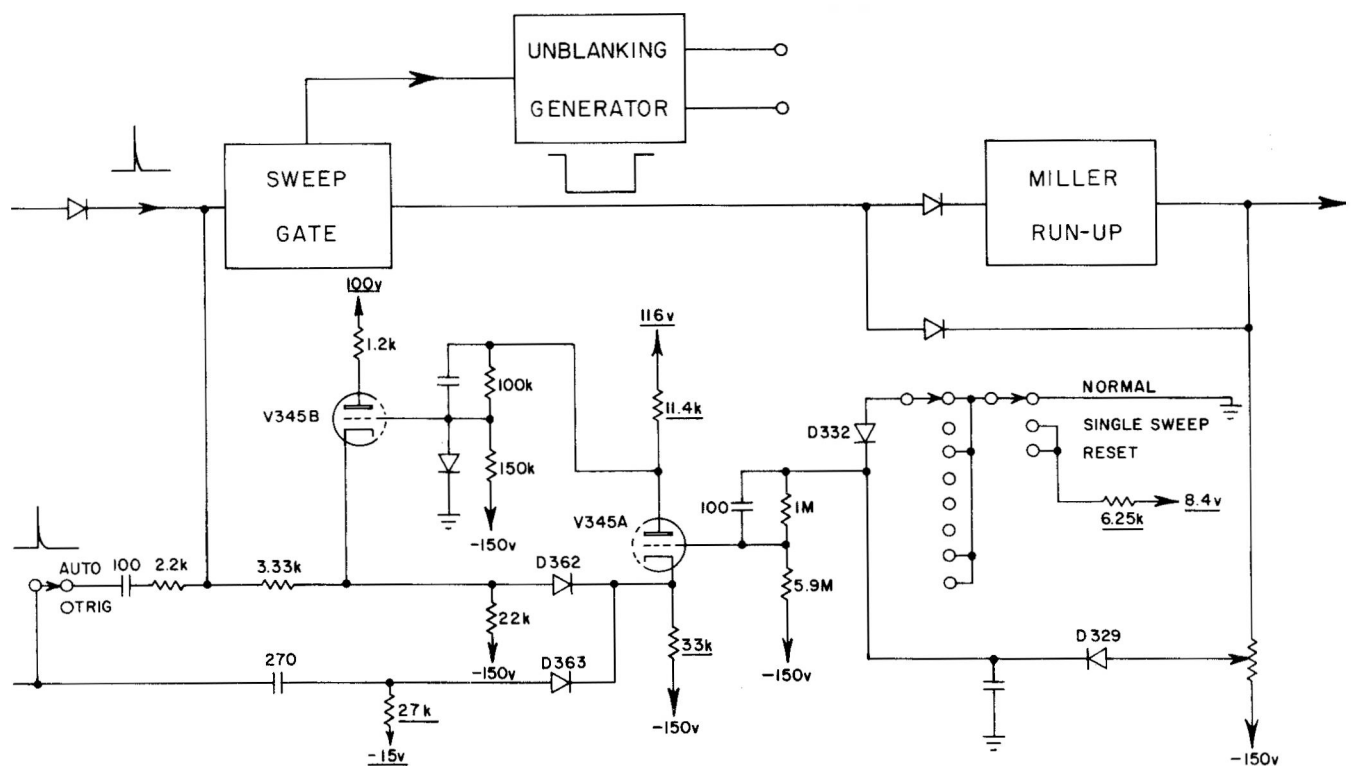 UNBLANKING
GENERATOR
SWEEP
GATE
MILLER
RUN-UP
100v
1.2k
V345B
100k
150k
-150v
116v
11.4k
V345A
D332
NORMAL
SINGLE SWEEP
RESET
8.4v
6.25k
100
1M
5.9M
-150v
AUTO
TRIG
100
2.2k
3.33k
D362
22k
-150v
33k
-150v
D329
270
D363
27k
-15v
-150v